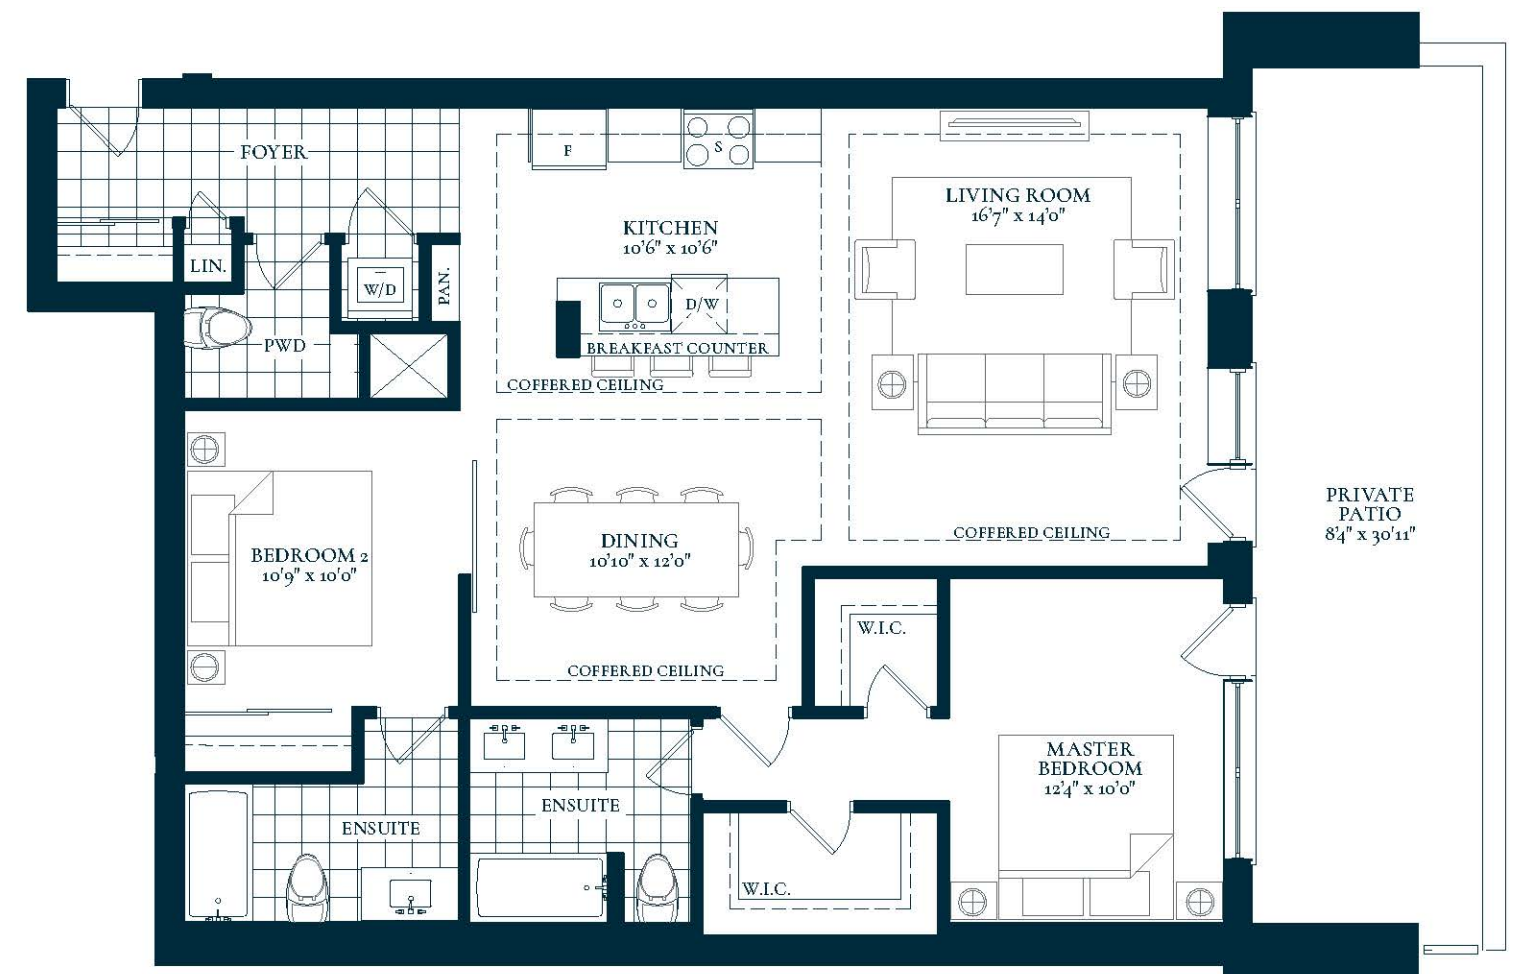 FOYER
LIN.
W/D
PAN.
PWD
F
S
KITCHEN
10'6" x 10'6"
D/W
BREAKFAST COUNTER
COFFERED CEILING
LIVING ROOM
16'7" x 14'0"
COFFERED CEILING
PRIVATE
PATIO
8'4" x 30'11"
DINING
10'10" x 12'0"
COFFERED CEILING
BEDROOM 2
10'9" x 10'0"
W.I.C.
MASTER
BEDROOM
12'4" x 10'0"
ENSUITE
ENSUITE
W.I.C.